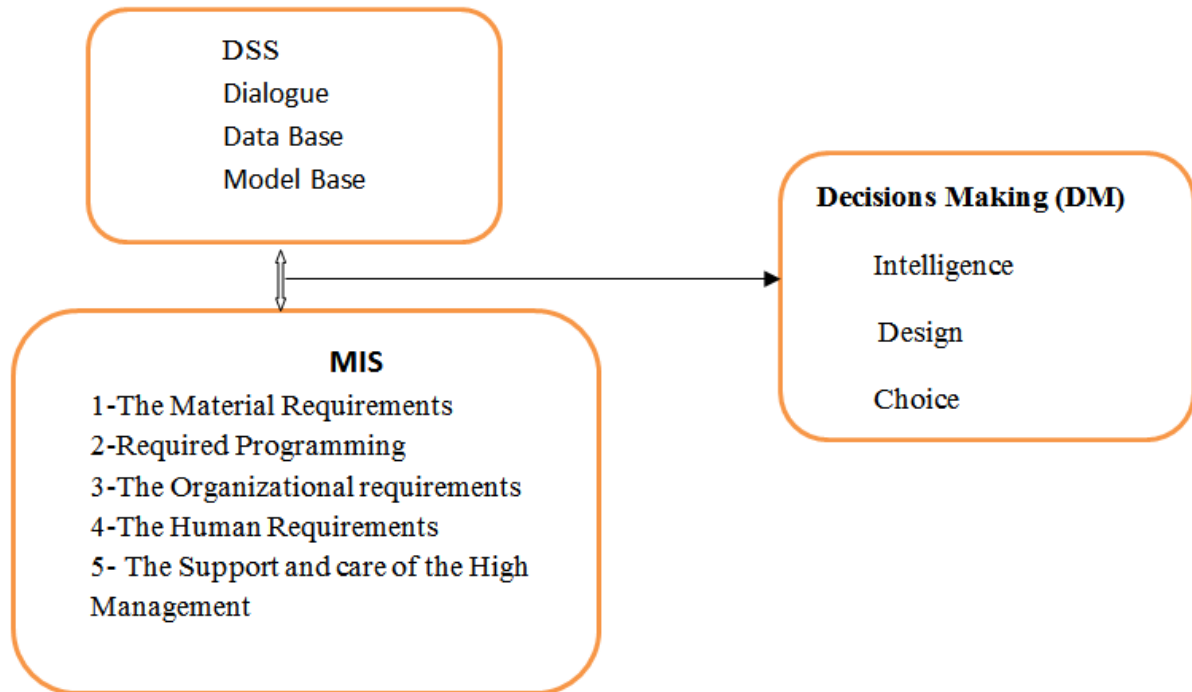 DSS
Dialogue
Data Base
Model Base
Decisions Making (DM)
Intelligence
Design
Choice
MIS
1-The Material Requirements
2-Required Programming
3-The Organizational requirements
4-The Human Requirements
5- The Support and care of the High
Management